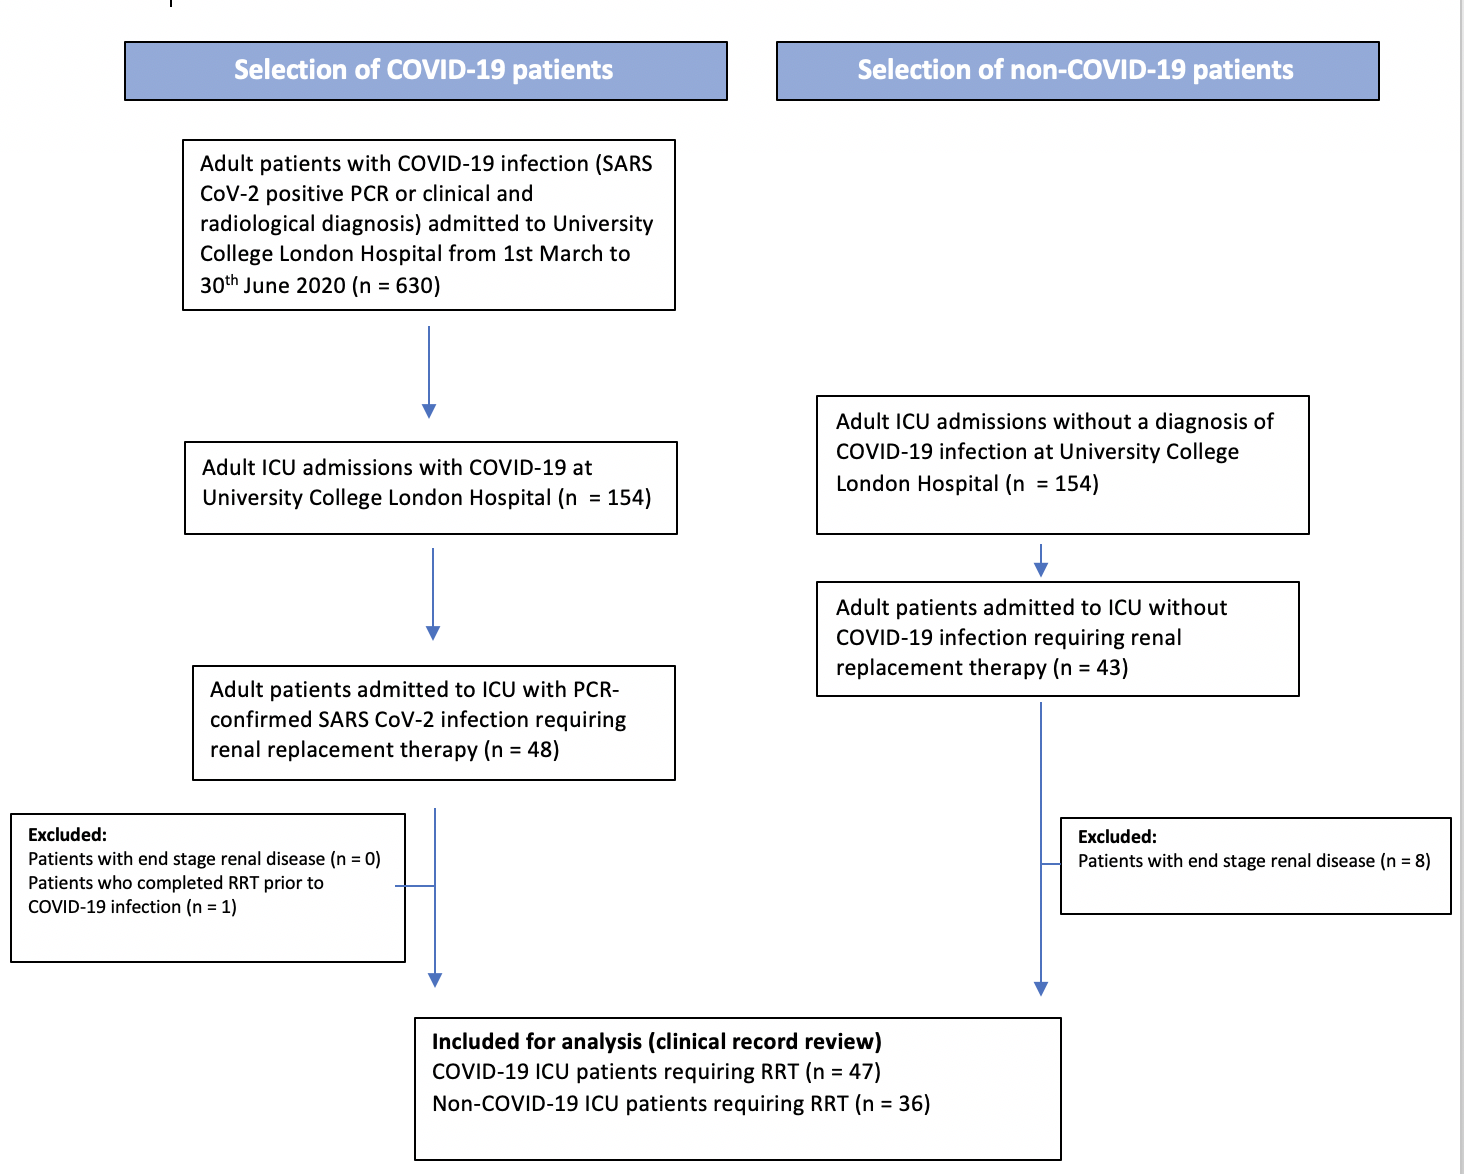 Selection of COVID-19 patients
Selection of non-COVID-19 patients
Adult patients with COVID-19 infection (SARS
CoV-2 positive PCR or clinical and
radiological diagnosis) admitted to University
College London Hospital from 1st March to
30th June 2020 (n = 630)
Adult ICU admissions with COVID-19 at
University College London Hospital (n  = 154)
Adult ICU admissions without a diagnosis of
COVID-19 infection at University College
London Hospital (n  = 154)
Adult patients admitted to ICU without
COVID-19 infection requiring renal
replacement therapy (n = 43)
Adult patients admitted to ICU with PCR-
confirmed SARS CoV-2 infection requiring
renal replacement therapy (n = 48)
Excluded:
Patients with end stage renal disease (n = 0)
Patients who completed RRT prior to
COVID-19 infection (n = 1)
Excluded:
Patients with end stage renal disease (n = 8)
Included for analysis (clinical record review)
COVID-19 ICU patients requiring RRT (n = 47)
Non-COVID-19 ICU patients requiring RRT (n = 36)